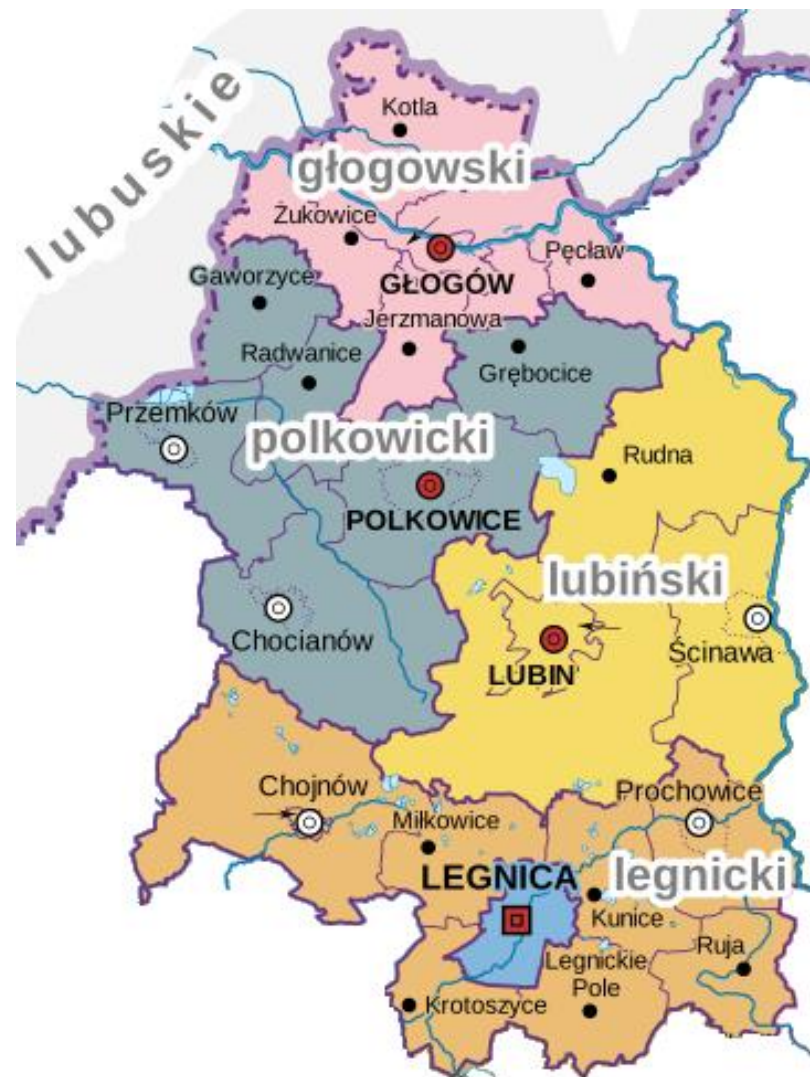 Kotla
lubuskie
głogowski
Żukowice
Pęcław
Gaworzyce
GŁOGÓW
Jerzmanowa
Radwanice
Grębocice
Przemków
polkowicki
Rudna
POLKOWICE
lubiński
Chocianów
Ścinawa
LUBIN
Chojnów
Prochowice
Miłkowice
LEGNICA
legnicki
Kunice
Ruja
Legnickie
Pole
Krotoszyce